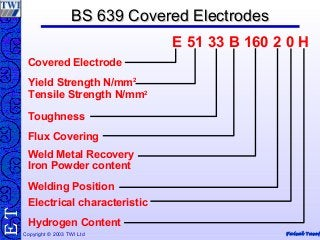 TWI
BS 639 Covered Electrodes
E 51 33 B 160 2 0 H
Covered Electrode
Yield Strength N/mm²
Tensile Strength N/mm²
Toughness
Flux Covering
Weld Metal Recovery
Iron Powder content
Welding Position
Electrical characteristic
Hydrogen Content
E T
Copyright © 2003 TWI Ltd